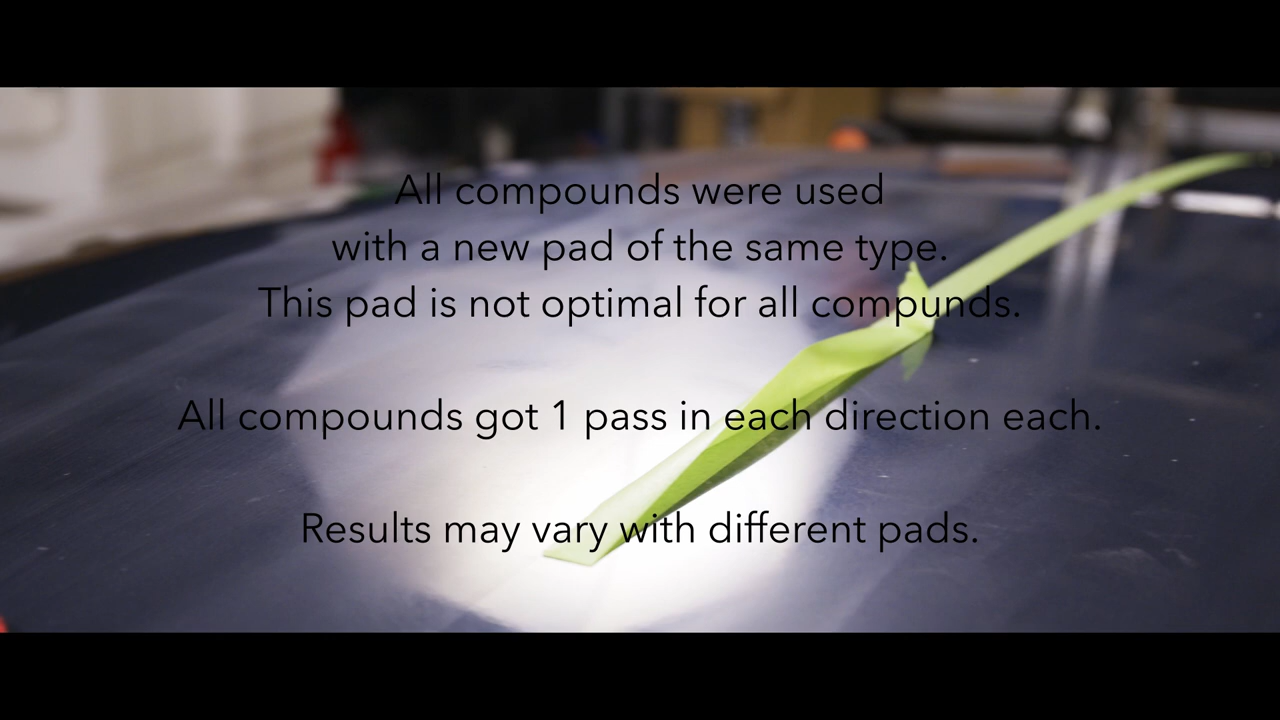 All compounds were used
with a new pad of the same type.
This pad is not optimal for all compunds.
All compounds got 1 pass in each direction each.
Results may vary with different pads.